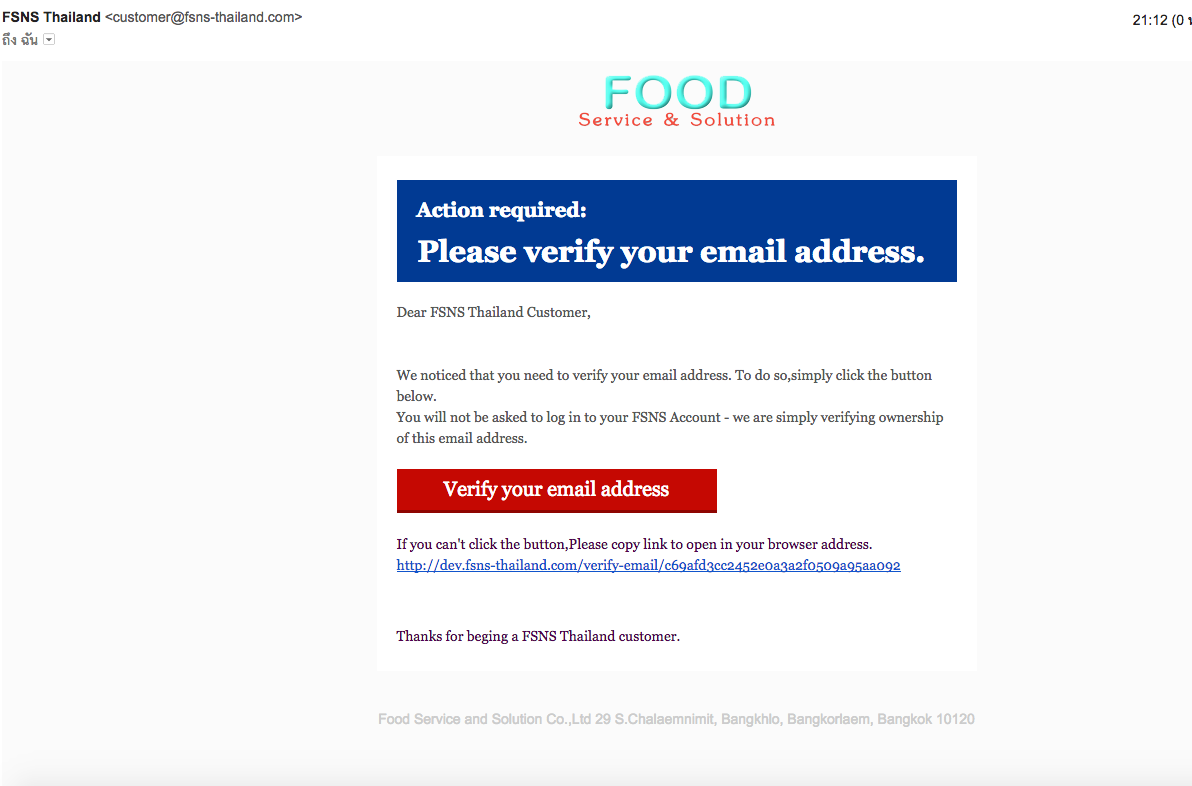 FSNS Thailand <customer@fsns-thailand.com>
21:12 (0
ถึง ฉัน
FOOD
Service & Solution
Action required:
Please verify your email address.
Dear FSNS Thailand Customer,
We noticed that you need to verify your email address. To do so,simply click the button
below.
You will not be asked to log in to your FSNS Account - we are simply verifying ownership
of this email address.
Verify your email address
If you can't click the button,Please copy link to open in your browser address.
http://dev.fsns-thailand.com/verify-email/c69afd3cc2452e0a3a2f0509a95aa092
Thanks for beging a FSNS Thailand customer.
Food Service and Solution Co.,Ltd 29 S.Chalaemnimit, Bangkhlo, Bangkorlaem, Bangkok 10120